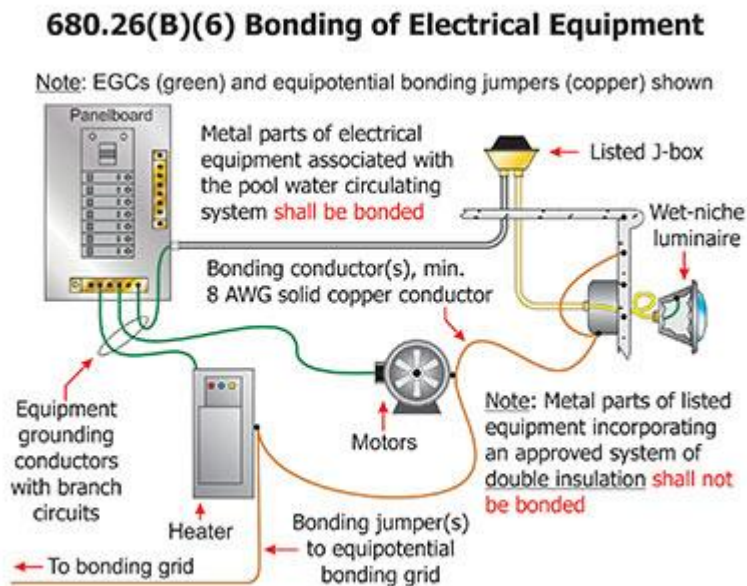 680.26(B)(6) Bonding of Electrical Equipment
Note: EGCs (green) and equipotential bonding jumpers (copper) shown
Panelboard
Metal parts of electrical
equipment associated with
the pool water circulating
system shall be bonded
Listed J-box
Wet-niche
luminaire
Bonding conductor(s), min.
8 AWG solid copper conductor
Equipment
grounding
conductors
with branch
circuits
Motors
Note: Metal parts of listed
equipment incorporating
an approved system of
double insulation shall not
be bonded
Heater
Bonding jumper(s)
to equipotential
bonding grid
To bonding grid